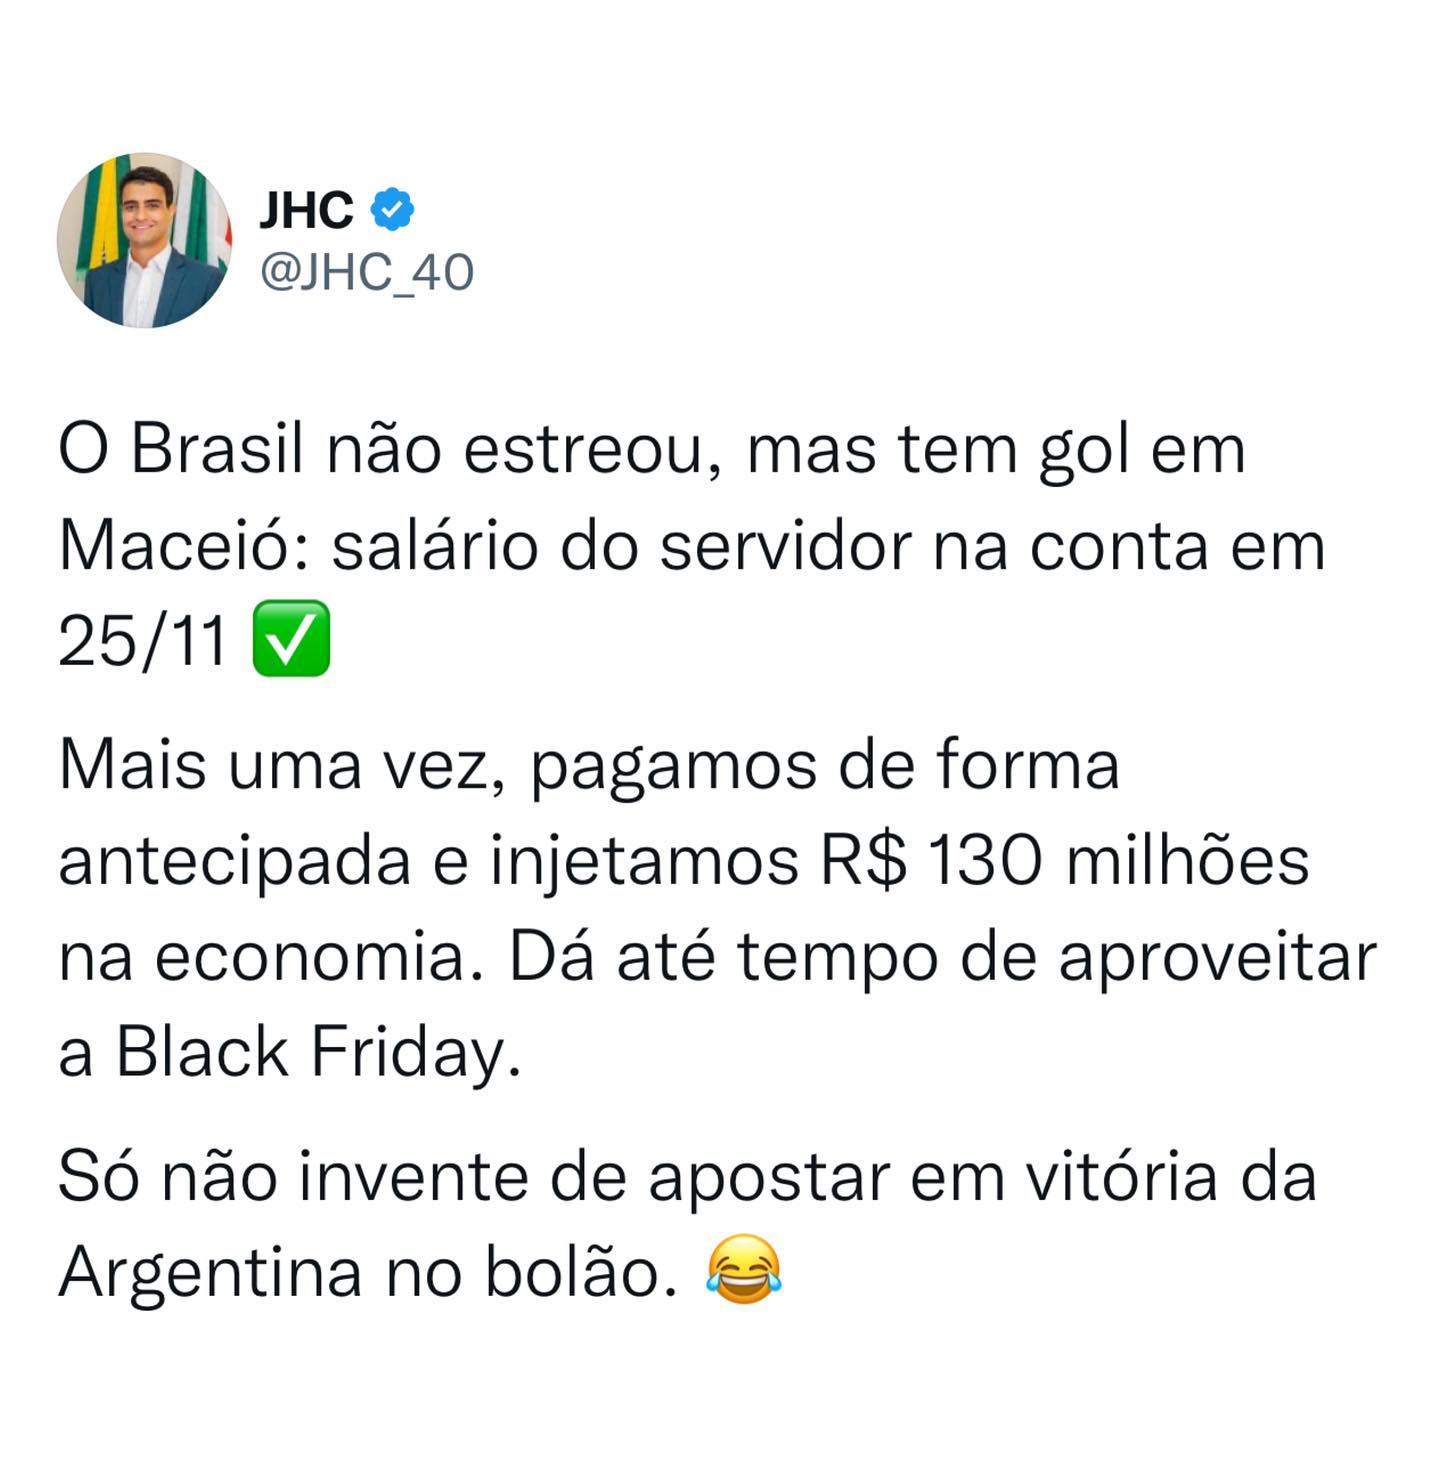 JHC
@JHC_40
O Brasil não estreou, mas tem gol em
Maceió: salário do servidor na conta em
25/11 ✅
Mais uma vez, pagamos de forma
antecipada e injetamos R$ 130 milhões
na economia. Dá até tempo de aproveitar
a Black Friday.
Só não invente de apostar em vitória da
Argentina no bolão. 😂